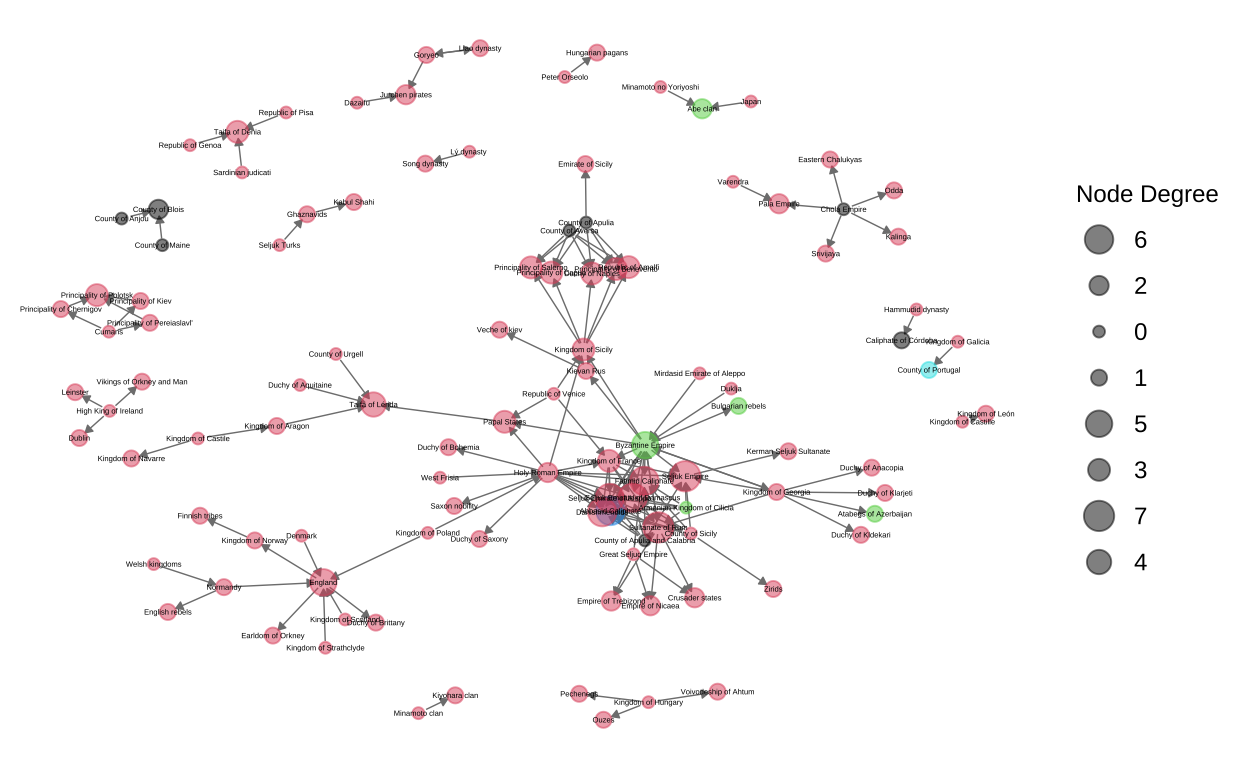 Liao dynasty
Goryeo
Hungarian pagans
Peter Orseolo
Jurchen pirates
Dazaifu
Minamoto no Yoriyoshi
Abe clan
Japan
Republic of Pisa
Taifa of Denia
Republic of Genoa
Sardinian judicati
Song dynasty
Lý dynasty
Emirate of Sicily
Eastern Chalukyas
Varendra
Odda
Pala Empire
Chola Empire
Kalinga
Srivijaya
Node Degree
6
2
0
1
5
3
7
4
County of Blois
County of Anjou
County of Maine
Kabul Shahi
Ghaznavids
Seljuk Turks
County of Apulia
County of Aversa
Principality of Salerno
Principality of Capua
Duchy of Naples
Principality of Benevento
Republic of Amalfi
Principality of Polotsk
Principality of Kiev
Principality of Chernigov
Principality of Pereiaslavl'
Cumans
Hammudid dynasty
Caliphate of Córdoba
Kingdom of Galicia
County of Portugal
Veche of kiev
Kingdom of Sicily
Kievan Rus
County of Urgell
Mirdasid Emirate of Aleppo
Vikings of Orkney and Man
Leinster
High King of Ireland
Dublin
Duchy of Aquitaine
Taifa of Lerida
Republic of Venice
Duklja
Bulgarian rebels
Kingdom of León
Kingdom of Castille
Papal States
Kingdom of Aragon
Kingdom of Castile
Kingdom of Navarre
Byzantine Empire
Duchy of Bohemia
Kingdom of France
Kerman Seljuk Sultanate
Duchy of Anacopia
Holy Roman Empire
West Frisia
Seljuk Empire
Fatimid Caliphate
Kingdom of Georgia
Duchy of Klarjeti
Saxon nobility
Armenian Kingdom of Cilicia
Abbasid Caliphate
Danishmends
Atabegs of Azerbaijan
Finnish tribes
Kingdom of Norway
Denmark
Kingdom of Poland
Duchy of Saxony
Sultanate of Rum
County of Sicily
Duchy of Kldekari
County of Apulia and Calabria
Great Seljuq Empire
Welsh kingdoms
Normandy
England
English rebels
Zirids
Empire of Trebizond
Empire of Nicaea
Crusader states
Kingdom of Scotland
Duchy of Brittany
Earldom of Orkney
Kingdom of Strathclyde
Kiyohara clan
Minamoto clan
Pechenegs
Kingdom of Hungary
Voivodeship of Ahtum
Ouzes